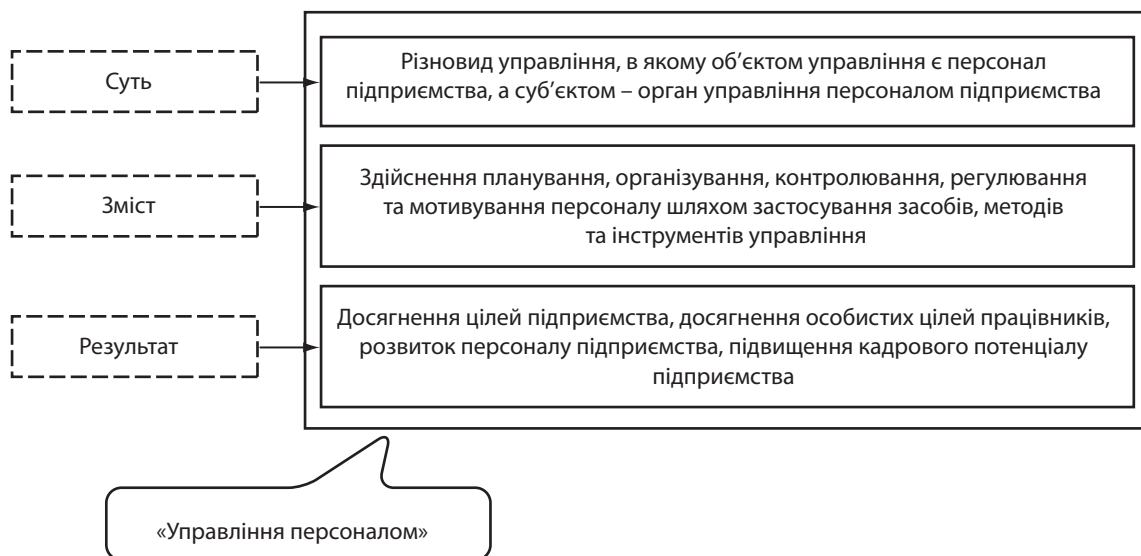 Суть
Різновид управління, в якому об’єктом управління є персонал
підприємства, а суб’єктом – орган управління персоналом підприємства
Зміст
Здійснення планування, організування, контролювання, регулювання
та мотивування персоналу шляхом застосування засобів, методів
та інструментів управління
Результат
Досягнення цілей підприємства, досягнення особистих цілей працівників,
розвиток персоналу підприємства, підвищення кадрового потенціалу
підприємства
«Управління персоналом»